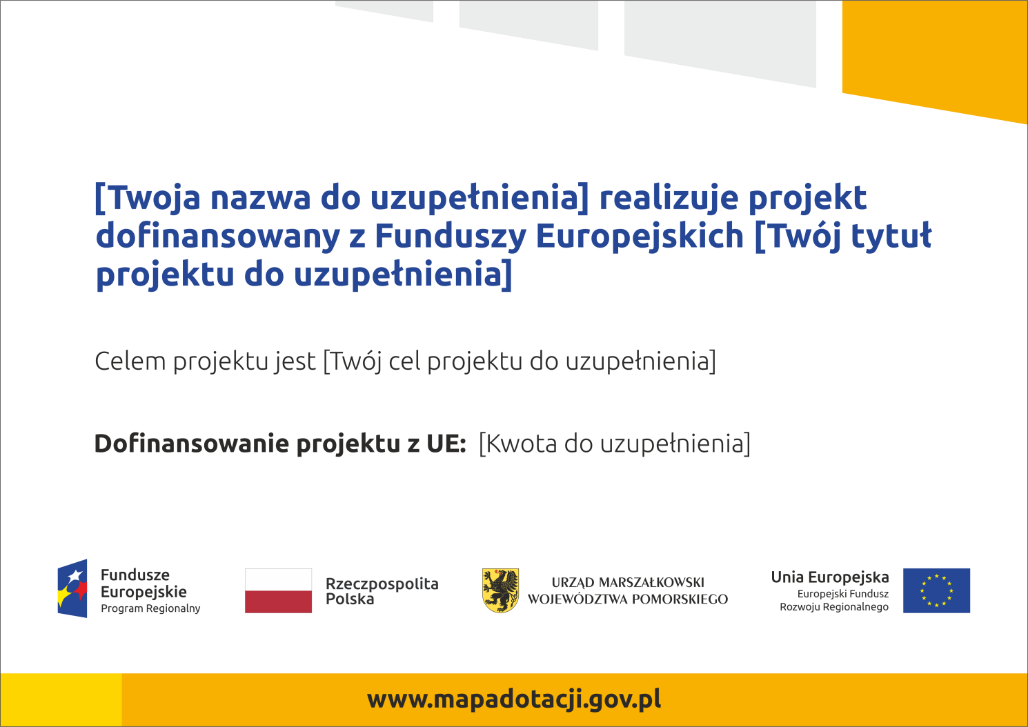 [Twoja nazwa do uzupełnienia] realizuje projekt
dofinansowany z Funduszy Europejskich [Twój tytuł
projektu do uzupełnienia]
Celem projektu jest [Twój cel projektu do uzupełnienia]
Dofinansowanie projektu z UE: [Kwota do uzupełnienia]
Fundusze
Europejskie
Program Regionalny
Rzeczpospolita
Polska
URZĄD MARSZAŁKOWSKI
WOJEWÓDZTWA POMORSKIEGO
Unia Europejska
Europejski Fundusz
Rozwoju Regionalnego
www.mapadotacji.gov.pl